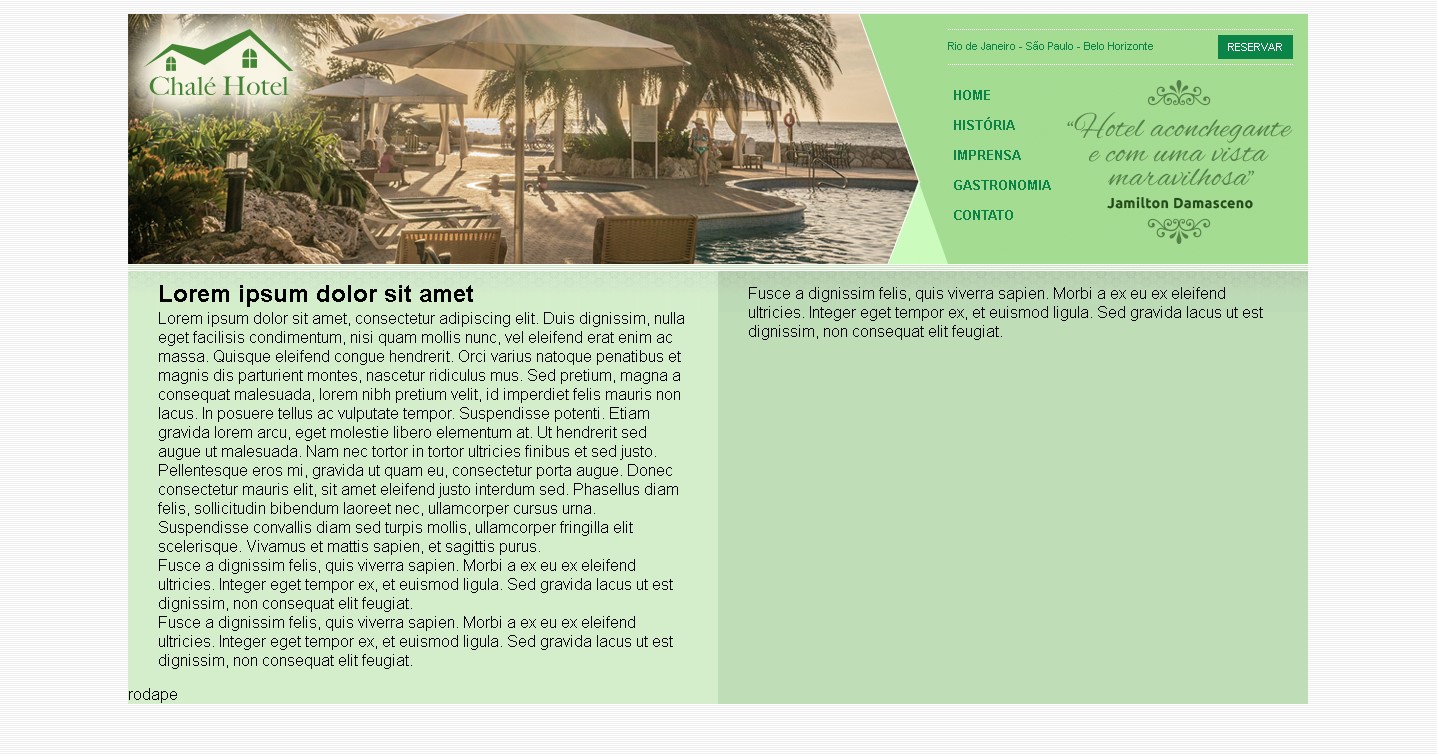 Chalé Hotel
Rio de Janeiro - São Paulo - Belo Horizonte
RESERVAR
HOME
HISTÓRIA
IMPRENSA
GASTRONOMIA
CONTATO
“Hotel aconchegante
e com uma vista
maravilhosa”
Jamilton Damasceno
Lorem ipsum dolor sit amet
Lorem ipsum dolor sit amet, consectetur adipiscing elit. Duis dignissim, nulla
eget facilisis condimentum, nisi quam mollis nunc, vel eleifend erat enim ac
massa. Quisque eleifend congue hendrerit. Orci varius natoque penatibus et
magnis dis parturient montes, nascetur ridiculus mus. Sed pretium, magna a
consequat malesuada, lorem nibh pretium velit, id imperdiet felis mauris non
lacus. In posuere tellus ac vulputate tempor. Suspendisse potenti. Etiam
gravida lorem arcu, eget molestie libero elementum at. Ut hendrerit sed
augue ut malesuada. Nam nec tortor in tortor ultricies finibus et sed justo.
Pellentesque eros mi, gravida ut quam eu, consectetur porta augue. Donec
consectetur mauris elit, sit amet eleifend justo interdum sed. Phasellus diam
felis, sollicitudin bibendum laoreet nec, ullamcorper cursus urna.
Suspendisse convallis diam sed turpis mollis, ullamcorper fringilla elit
scelerisque. Vivamus et mattis sapien, et sagittis purus.
Fusce a dignissim felis, quis viverra sapien. Morbi a ex eu ex eleifend
ultricies. Integer eget tempor ex, et euismod ligula. Sed gravida lacus ut est
dignissim, non consequat elit feugiat.
Fusce a dignissim felis, quis viverra sapien. Morbi a ex eu ex eleifend
ultricies. Integer eget tempor ex, et euismod ligula. Sed gravida lacus ut est
dignissim, non consequat elit feugiat.
Fusce a dignissim felis, quis viverra sapien. Morbi a ex eu ex eleifend
ultricies. Integer eget tempor ex, et euismod ligula. Sed gravida lacus ut est
dignissim, non consequat elit feugiat.
rodape